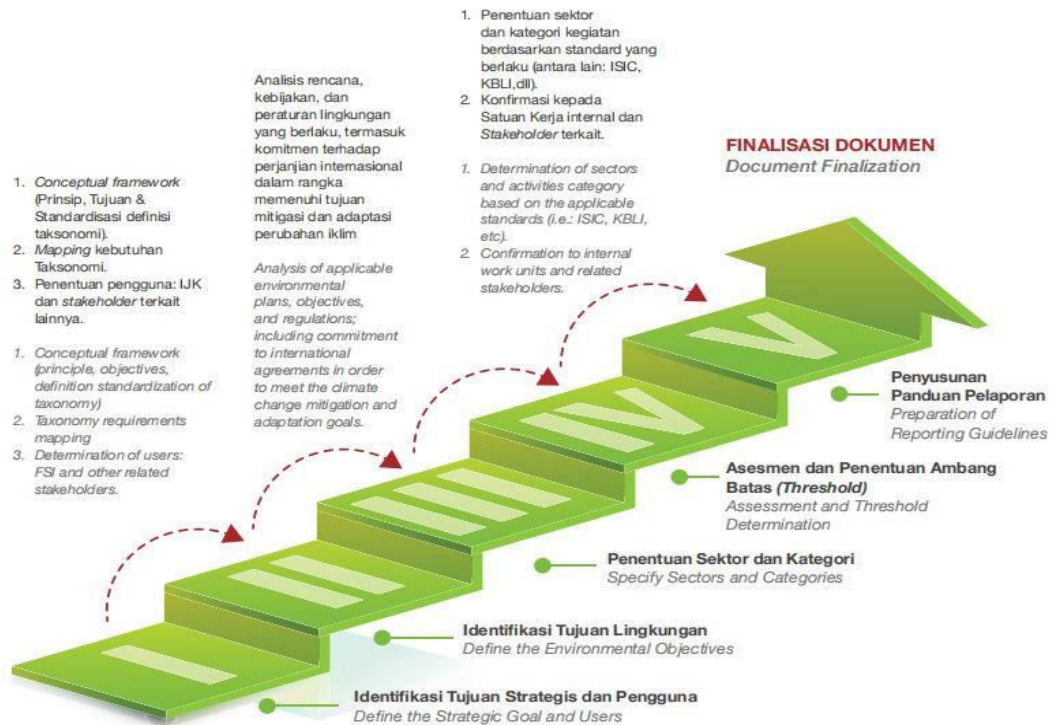 1. Conceptual framework
(Prinsip, Tujuan &
Standardisasi definisi
taksonomi).
2. Mapping kebutuhan
Taksonomi.
3. Penentuan pengguna: IJK
dan stakeholder terkait
lainnya.
1. Conceptual framework
(principle, objectives,
definition standardization of
taxonomy)
2. Taxonomy requirements
mapping
3. Determination of users:
FSI and other related
stakeholders.
Analisis rencana,
kebijakan, dan
peraturan lingkungan
yang berlaku, termasuk
komitmen terhadap
perjanjian internasional
dalam rangka
memenuhi tujuan
mitigasi dan adaptasi
perubahan iklim
Analysis of applicable
environmental
plans, objectives,
and regulations;
including commitment
to international
agreements in order
to meet the climate
change mitigation and
adaptation goals.
1. Penentuan sektor
dan kategori kegiatan
berdasarkan standard yang
berlaku (antara lain: ISIC,
KBLI,dll).
2. Konfirmasi kepada
Satuan Kerja internal dan
Stakeholder terkait.
1. Determination of sectors
and activities category
based on the applicable
standards (i.e.: ISIC, KBLI,
etc).
2. Confirmation to internal
work units and related
stakeholders.
FINALISASI DOKUMEN
Document Finalization
V
Penyusunan
Panduan Pelaporan
Preparation of
Reporting Guidelines
IV
Asesmen dan Penentuan Ambang
Batas (Threshold)
Assessment and Threshold
Determination
III
Penentuan Sektor dan Kategori
Specify Sectors and Categories
II
Identifikasi Tujuan Lingkungan
Define the Environmental Objectives
I
Identifikasi Tujuan Strategis dan Pengguna
Define the Strategic Goal and Users